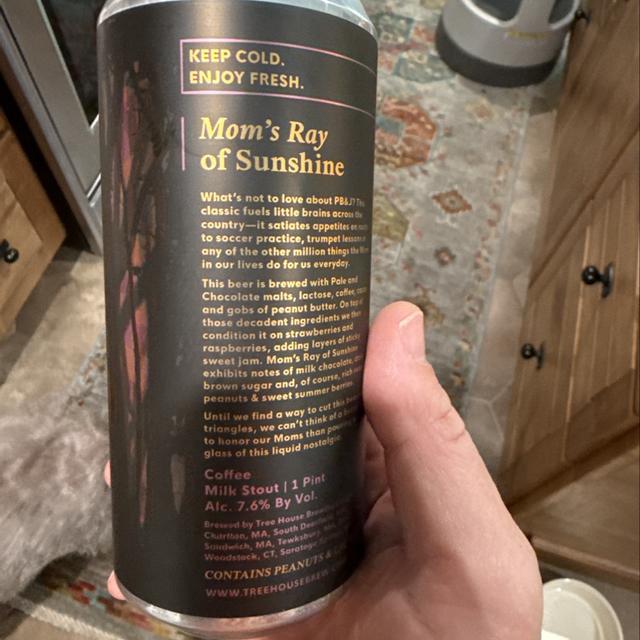 KEEP COLD.
ENJOY FRESH.
Mom's Ray
of Sunshine
What's not to love about PB&J? This
classic fuels little brains across the
country—it satiates appetites en
to soccer practice, trumpet lessons
any of the other million things the
in our lives do for us everyday.
This beer is brewed with Pale and
Chocolate malts, lactose, coffee,
and gobs of peanut butter. On top of
those decadent ingredients we then
condition it on strawberries and
raspberries, adding layers of sticky
sweet jam. Mom's Ray of Sunshine
exhibits notes of milk chocolate,
brown sugar and, of course, rich
peanuts & sweet summer berries.
Until we find a way to cut this
triangles, we can't think of a
to honor our Moms than
glass of this liquid nostalgia.
Coffee
Milk Stout | 1 Pint
Alc. 7.6% By Vol.
Brewed by Tree House Brewing
Charlton, MA, South Deerfield,
Sandwich, MA, Tewksbury, MA,
Woodstock, CT, Saratoga
CONTAINS PEANUTS &
WWW.TREEHOUSEBREW